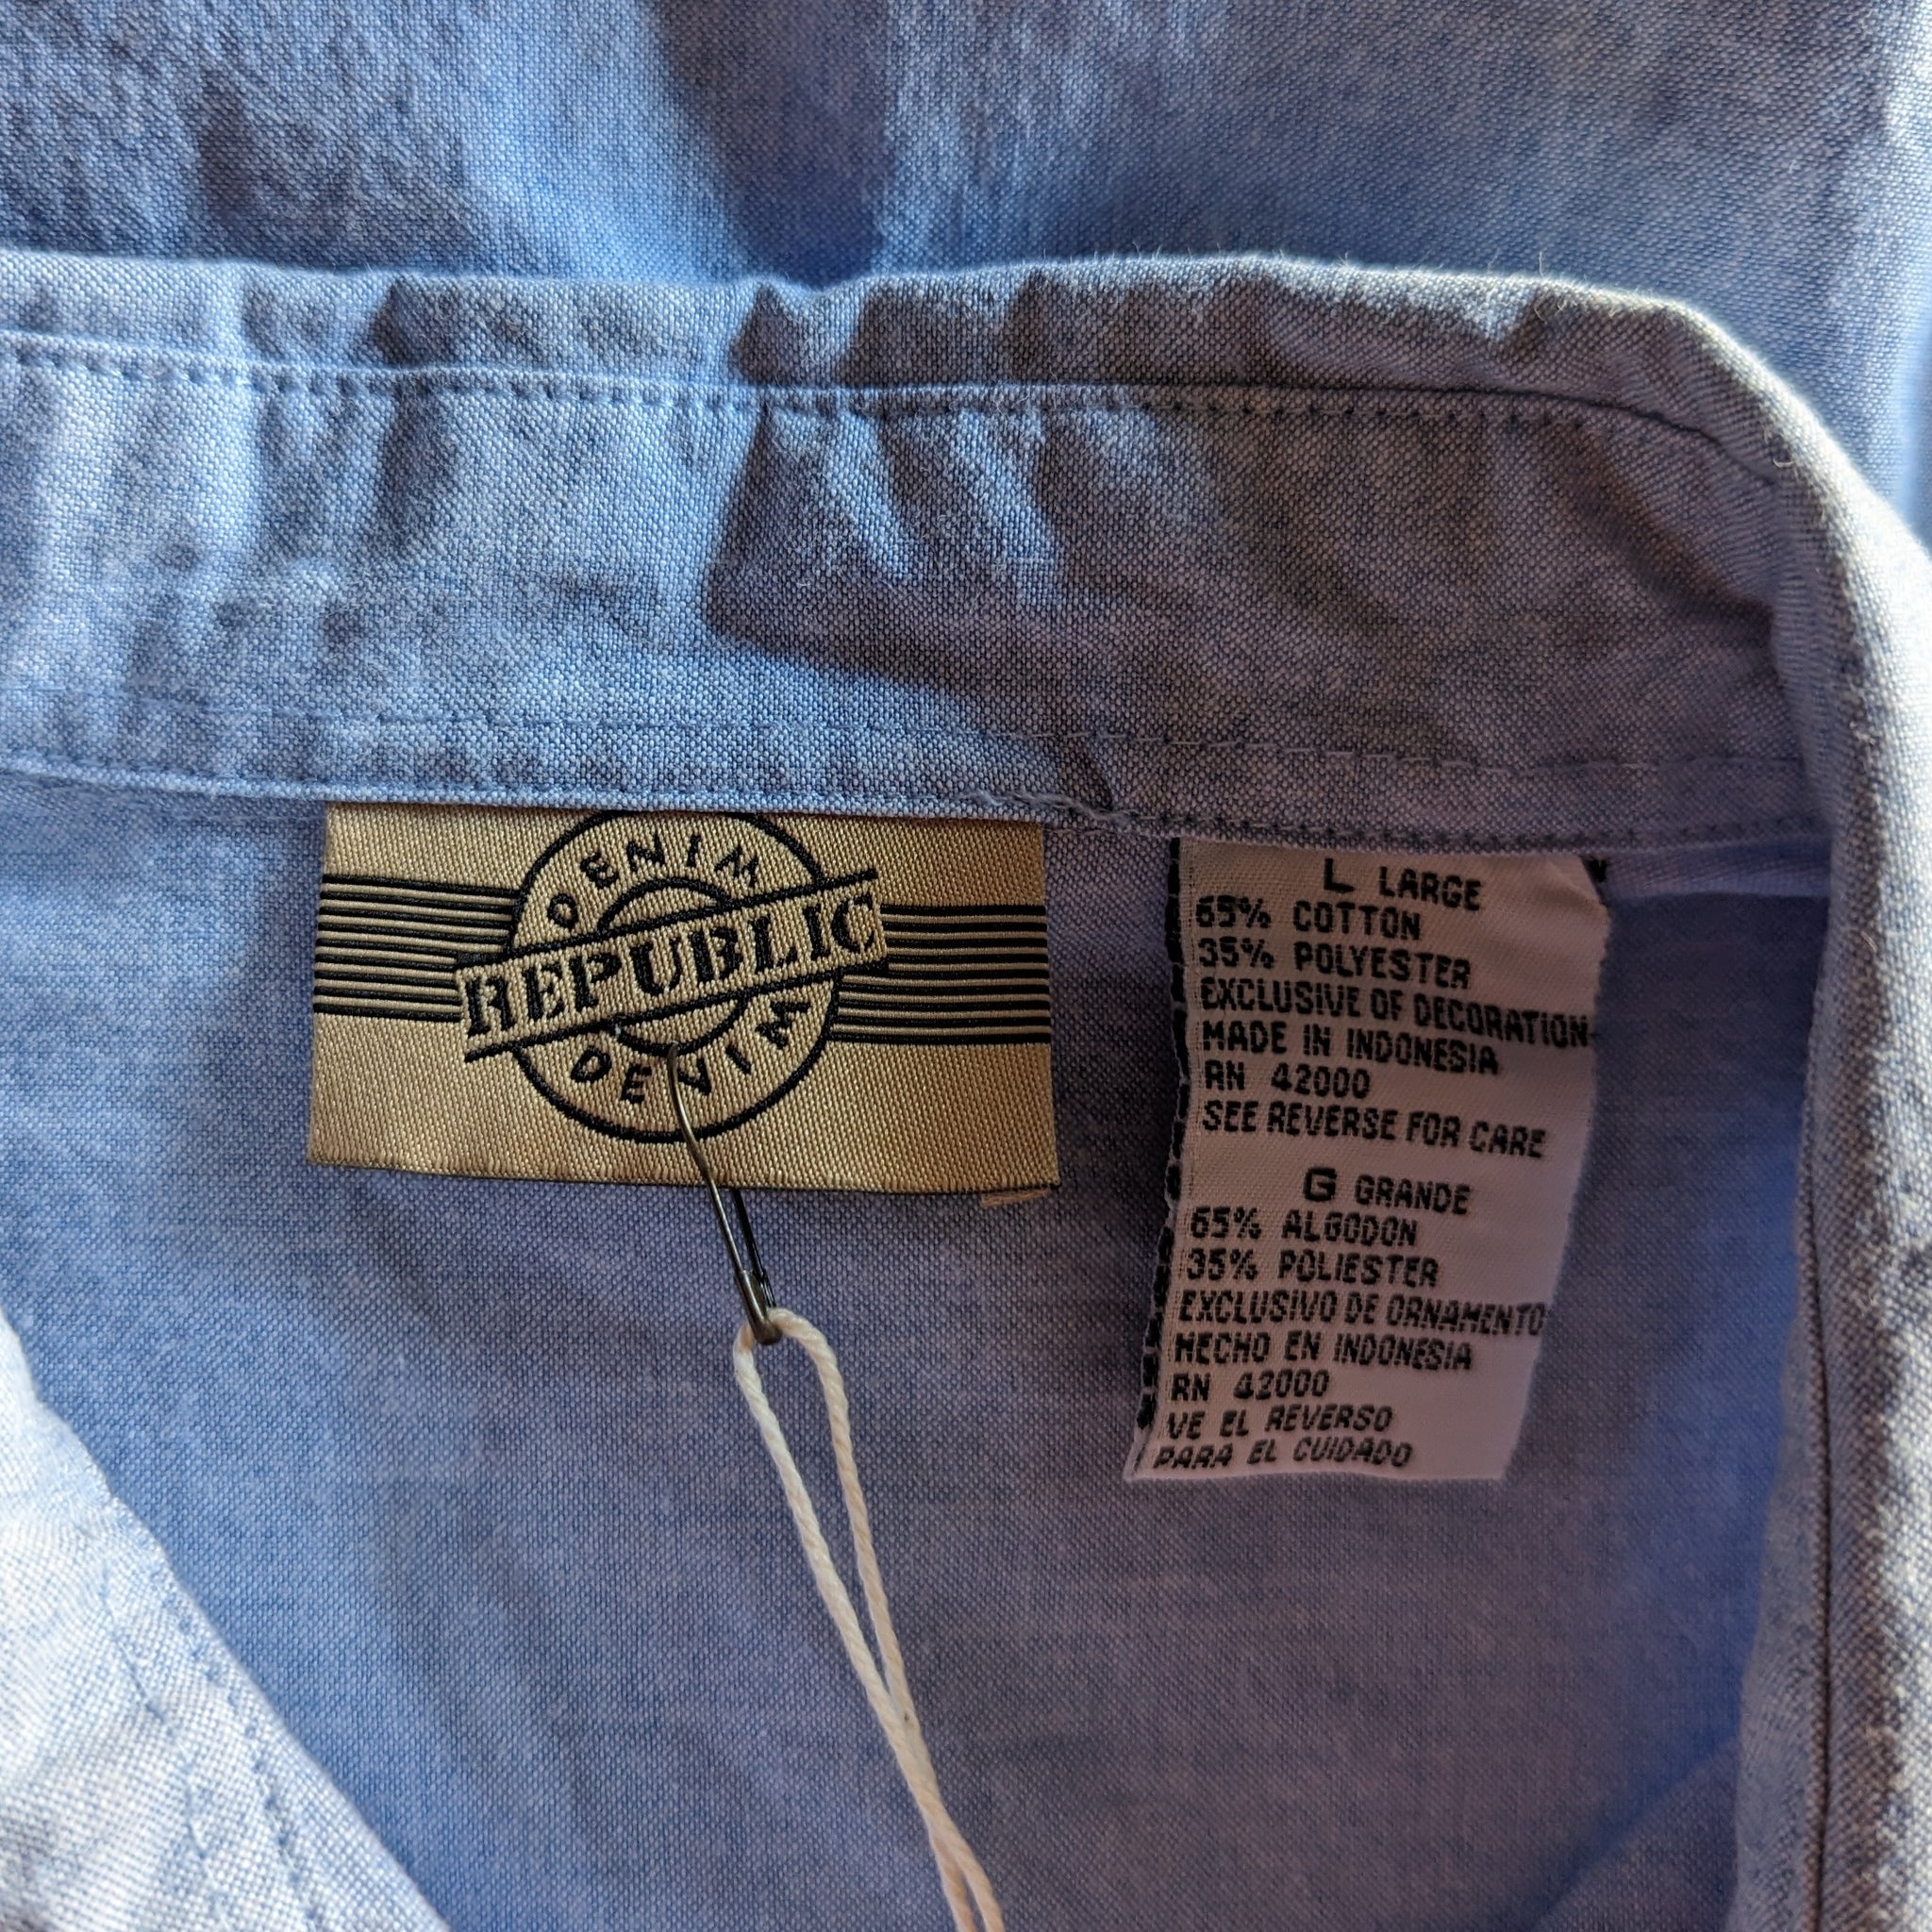 DENIM
REPUBLIC
DENIM
L LARGE
65% COTTON
35% POLYESTER
EXCLUSIVE OF DECORATION
MADE IN INDONESIA
RN 42000
SEE REVERSE FOR CARE
G GRANDE
65% ALGODON
35% POLIESTER
EXCLUSIVO DE ORNAMENTO
HECHO EN INDONESIA
RN 42000
VE EL REVERSO
PARA EL CUIDADO